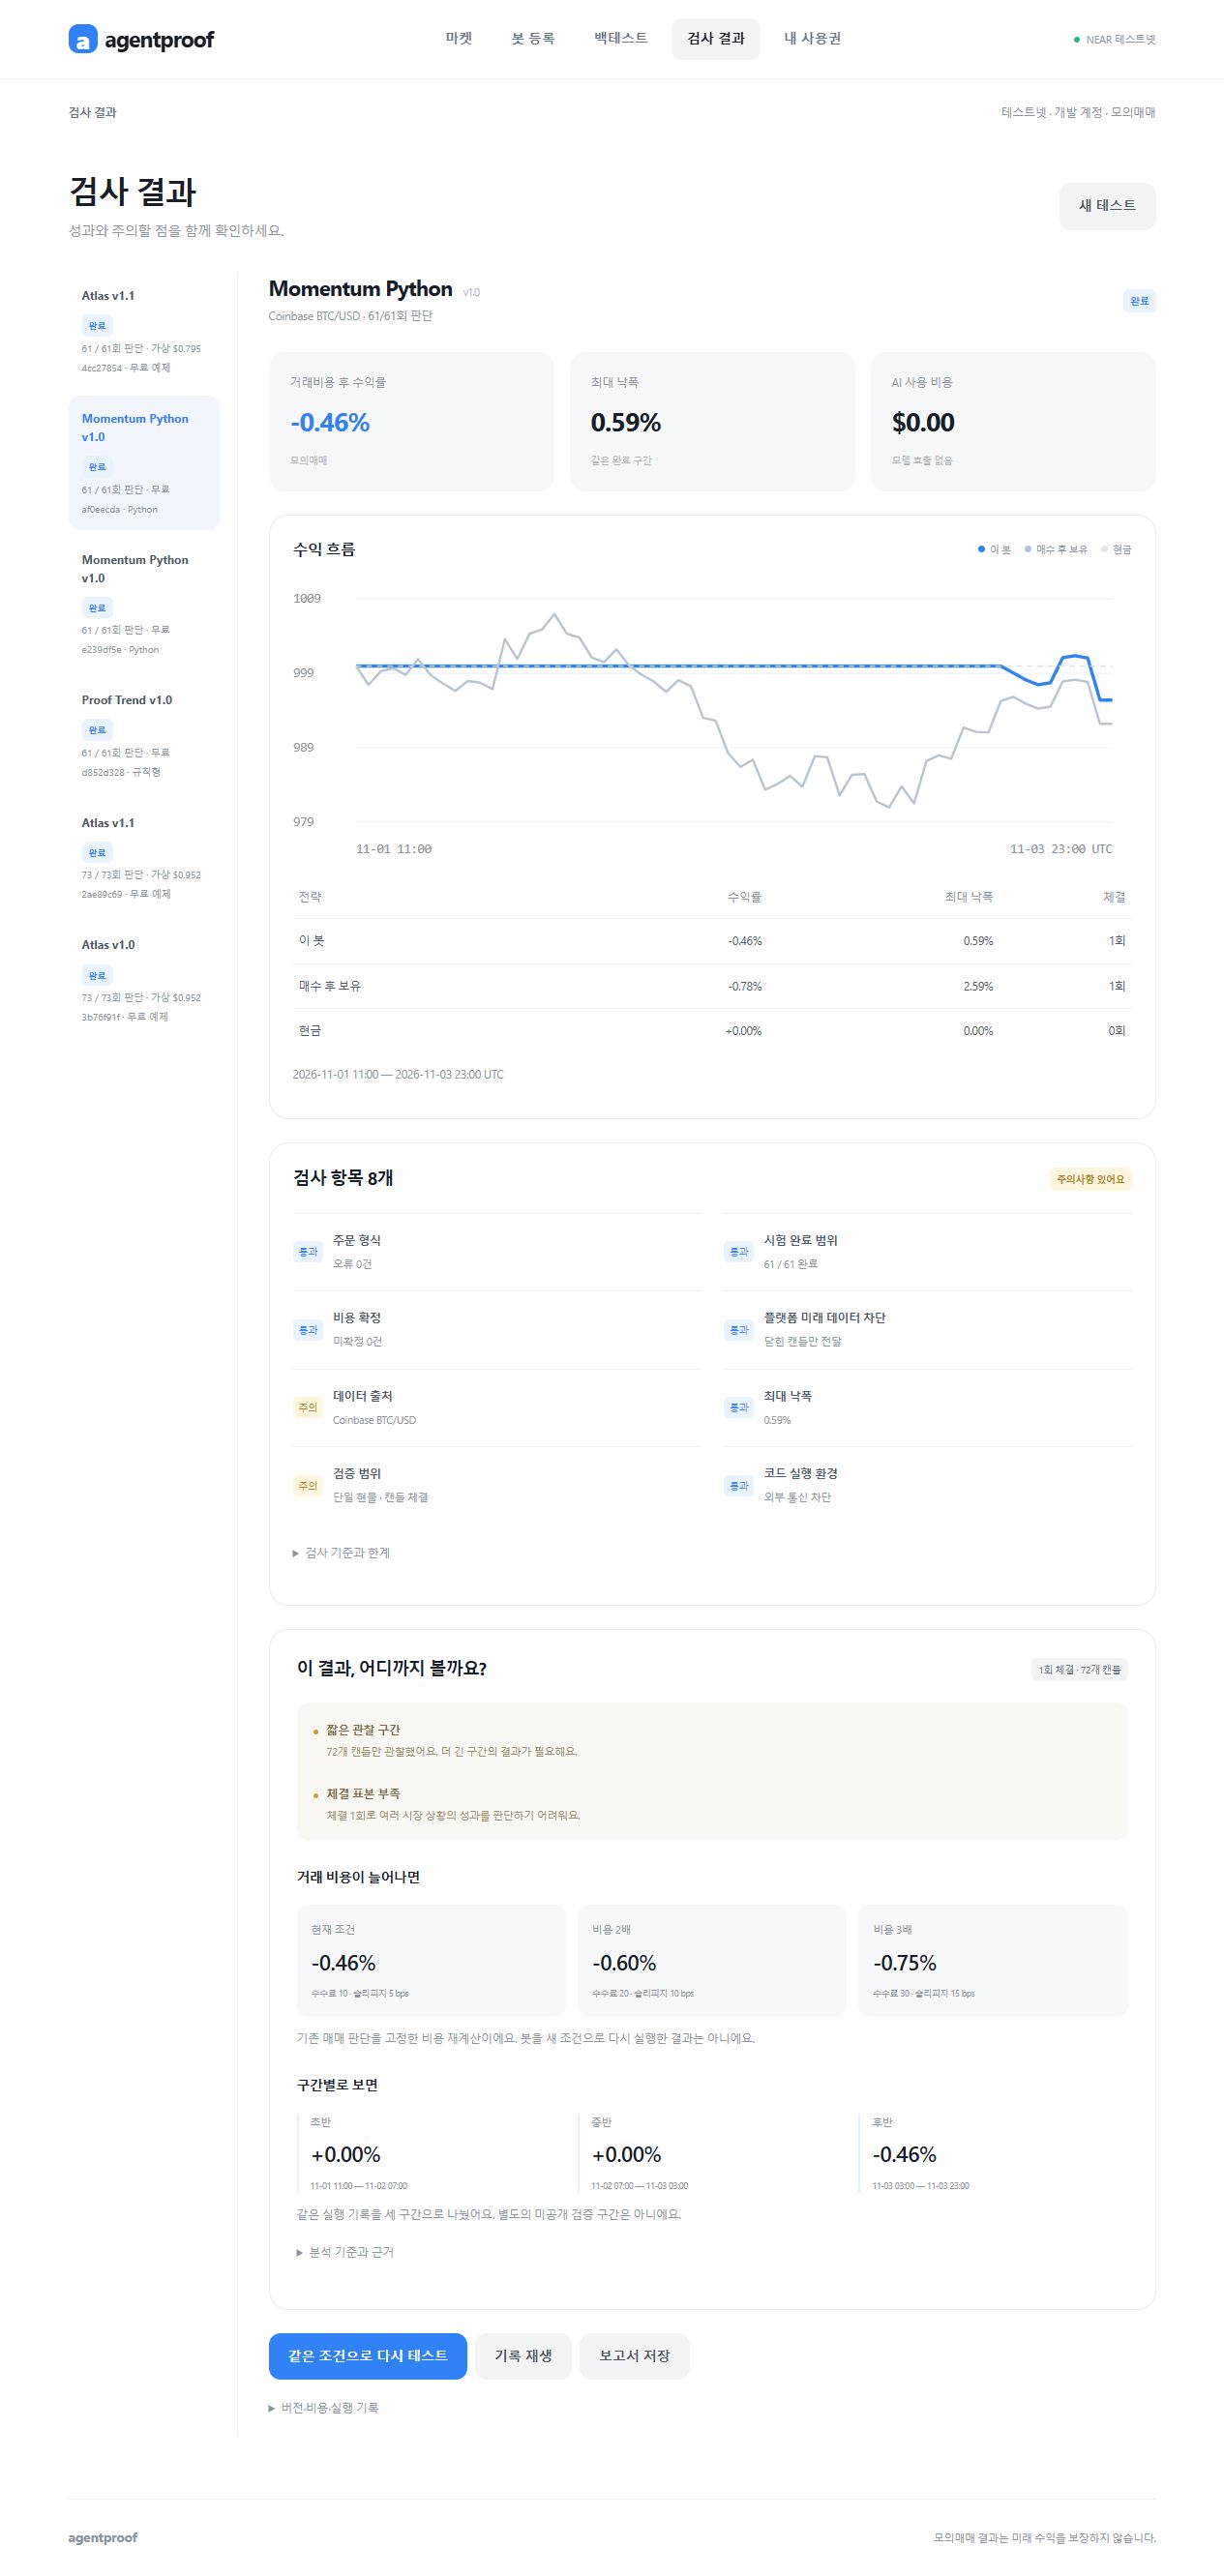 a agentproof
마켓
봇 등록
백테스트
검사 결과
내 사용권
NEAR 테스트넷
검사 결과
테스트넷 · 개발 계정 · 모의매매
검사 결과
성과와 주의할 점을 함께 확인하세요.
새 테스트
Atlas v1.1
완료
61 / 61회 판단 · 가상 $0.795
4cc27854 · 무료 예제
Momentum Python
v1.0
완료
61 / 61회 판단 · 무료
af0eecda · Python
Momentum Python
v1.0
완료
61 / 61회 판단 · 무료
e239df5e · Python
Proof Trend v1.0
완료
61 / 61회 판단 · 무료
d852d328 · 규칙형
Atlas v1.1
완료
73 / 73회 판단 · 가상 $0.952
2ae89c69 · 무료 예제
Atlas v1.0
완료
73 / 73회 판단 · 가상 $0.952
3b76f91f · 무료 예제
Momentum Python v1.0
Coinbase BTC/USD · 61/61회 판단
완료
거래비용 후 수익률
-0.46%
모의매매
최대 낙폭
0.59%
같은 완료 구간
AI 사용 비용
$0.00
모델 호출 없음
수익 흐름
이 봇
매수 후 보유
현금
1009
999
989
979
11-01 11:00
11-03 23:00 UTC
전략 수익률 최대 낙폭 체결
이 봇 -0.46% 0.59% 1회
매수 후 보유 -0.78% 2.59% 1회
현금 +0.00% 0.00% 0회
2026-11-01 11:00 — 2026-11-03 23:00 UTC
검사 항목 8개
주의사항 있어요
통과
주문 형식
오류 0건
통과
시험 완료 범위
61 / 61 완료
통과
비용 확정
미확정 0건
통과
플랫폼 미래 데이터 차단
닫힌 캔들만 전달
주의
데이터 출처
Coinbase BTC/USD
통과
최대 낙폭
0.59%
주의
검증 범위
단일 현물 · 캔들 체결
통과
코드 실행 환경
외부 통신 차단
▶ 검사 기준과 한계
이 결과, 어디까지 볼까요?
1회 체결 · 72개 캔들
짧은 관찰 구간
72개 캔들만 관찰했어요. 더 긴 구간의 결과가 필요해요.
체결 표본 부족
체결 1회로 여러 시장 상황의 성과를 판단하기 어려워요.
거래 비용이 늘어나면
현재 조건
-0.46%
수수료 10 · 슬리피지 5 bps
비용 2배
-0.60%
수수료 20 · 슬리피지 10 bps
비용 3배
-0.75%
수수료 30 · 슬리피지 15 bps
기존 매매 판단을 고정한 비용 재계산이에요. 봇을 새 조건으로 다시 실행한 결과는 아니에요.
구간별로 보면
초반
+0.00%
11-01 11:00 — 11-02 07:00
중반
+0.00%
11-02 07:00 — 11-03 03:00
후반
-0.46%
11-03 03:00 — 11-03 23:00
같은 실행 기록을 세 구간으로 나눴어요. 별도의 미공개 검증 구간은 아니에요.
▶ 분석 기준과 근거
같은 조건으로 다시 테스트
기록 재생
보고서 저장
▶ 버전·비용·실행 기록
agentproof
모의매매 결과는 미래 수익을 보장하지 않습니다.